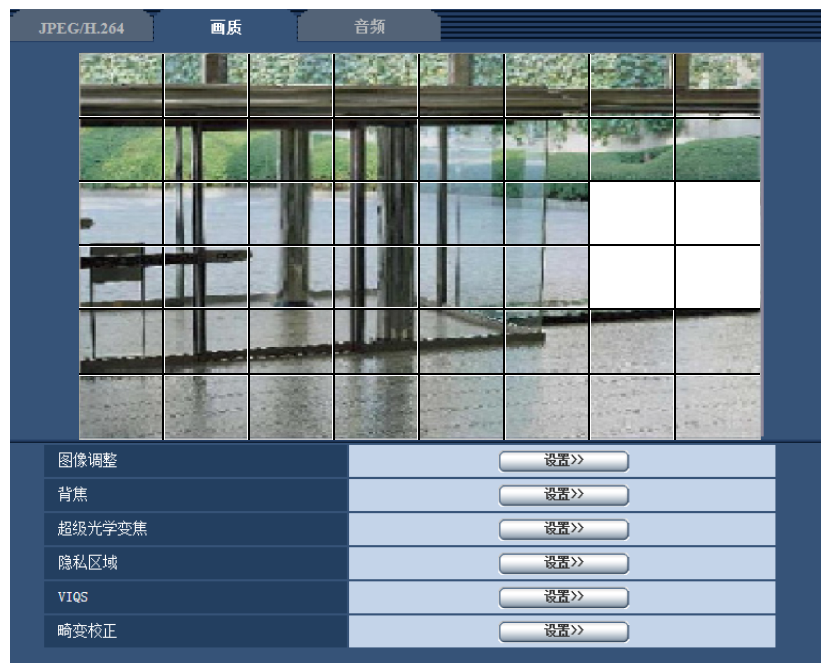 JPEG/H.264 画质 音频
图像调整 设置>>
背焦 设置>>
超级光学变焦 设置>>
隐私区域 设置>>
VIQS 设置>>
畸变校正 设置>>